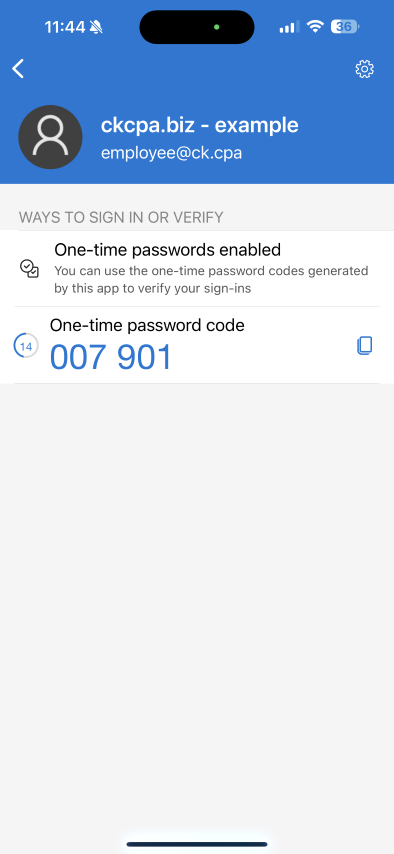 11:44
36
ckcpa.biz - example
employee@ck.cpa
WAYS TO SIGN IN OR VERIFY
One-time passwords enabled
You can use the one-time password codes generated
by this app to verify your sign-ins
One-time password code
14
007 901